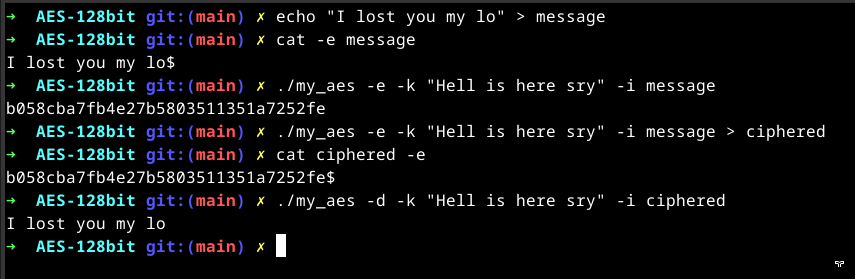 ➜  AES-128bit git:(main) ✗ echo "I lost you my lo" > message
➜  AES-128bit git:(main) ✗ cat -e message
I lost you my lo$
➜  AES-128bit git:(main) ✗ ./my_aes -e -k "Hell is here sry" -i message
b058cba7fb4e27b5803511351a7252fe
➜  AES-128bit git:(main) ✗ ./my_aes -e -k "Hell is here sry" -i message > ciphered
➜  AES-128bit git:(main) ✗ cat ciphered -e
b058cba7fb4e27b5803511351a7252fe$
➜  AES-128bit git:(main) ✗ ./my_aes -d -k "Hell is here sry" -i ciphered
I lost you my lo
➜  AES-128bit git:(main) ✗